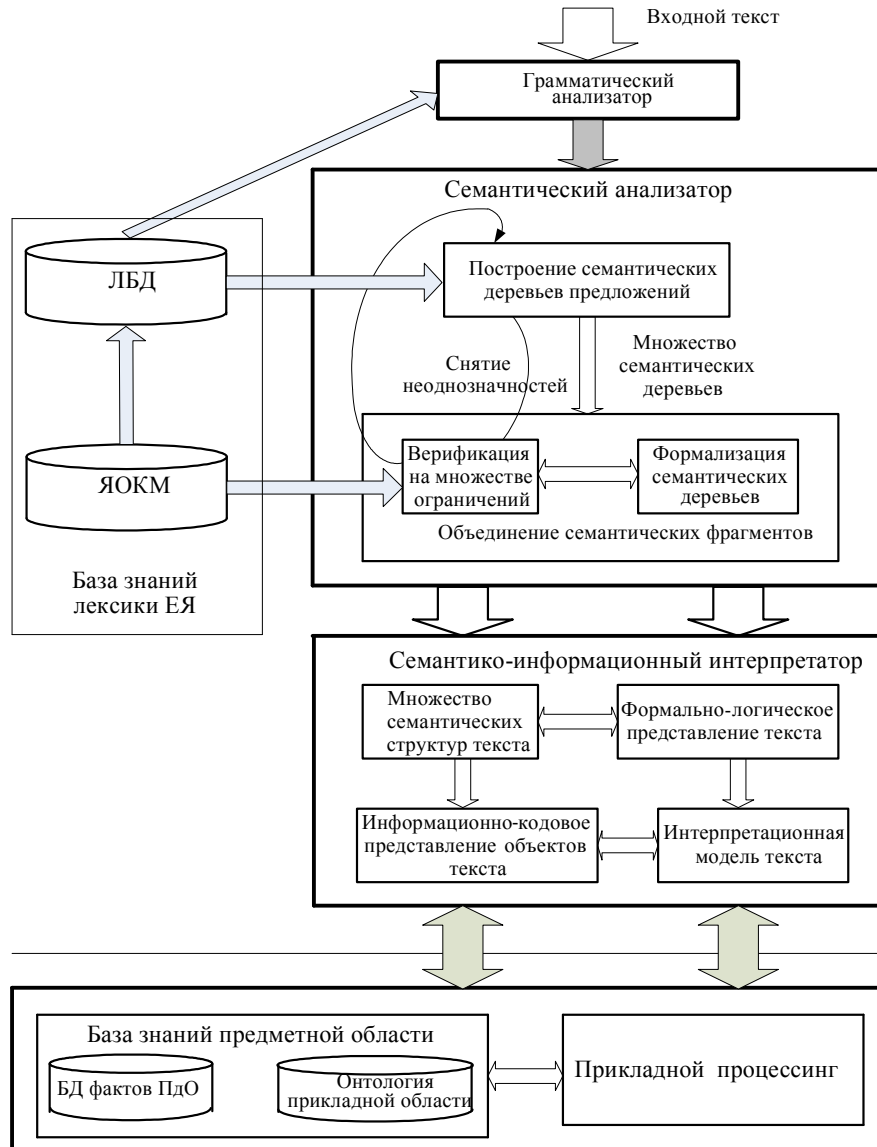 Входной текст
Грамматический
анализатор
Семантический анализатор
ЛБД
Построение семантических
деревьев предложений
Снятие
неоднозначностей
Множество
семантических
деревьев
ЯОКМ
Верификация
на множестве
ограничений
Формализация
семантических
деревьев
Объединение семантических фрагментов
База знаний
лексики ЕЯ
Семантико-информационный интерпретатор
Множество
семантических
структур текста
Формально-логическое
представление текста
Информационно-кодовое
представление объектов
текста
Интерпретационная
модель текста
База знаний предметной области
БД фактов ПдО
Онтология
прикладной области
Прикладной процессинг